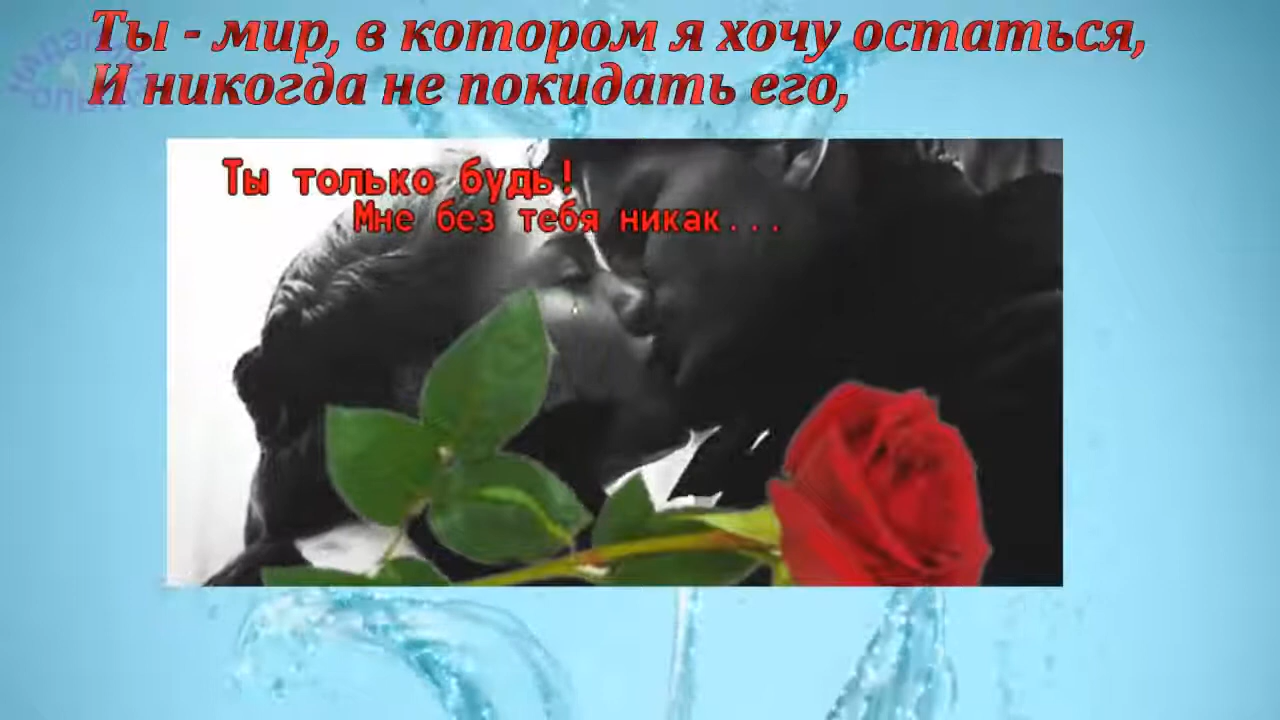 Ты - мир, в котором я хочу остаться,
И никогда не покидать его,
Ты только будь!
Мне без тебя никак...